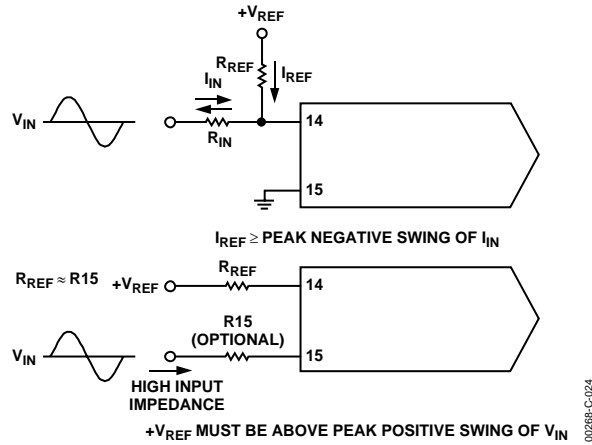 +VREF
RREF
IIN
IREF
VIN
RIN
14
15
IREF ≥ PEAK NEGATIVE SWING OF IIN
RREF ≈ R15
+VREF
RREF
14
R15
(OPTIONAL)
VIN
15
HIGH INPUT
IMPEDANCE
+VREF MUST BE ABOVE PEAK POSITIVE SWING OF VIN
00268-C-024